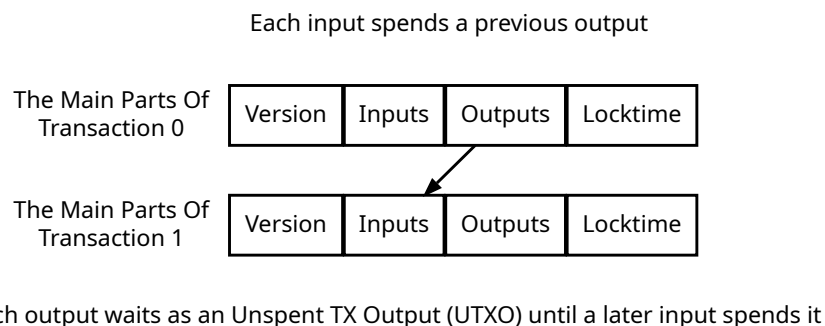 Each input spends a previous output
The Main Parts Of
Transaction 0
Version Inputs Outputs Locktime
The Main Parts Of
Transaction 1
Version Inputs Outputs Locktime
output waits as an Unspent TX Output (UTXO) until a later input spends it